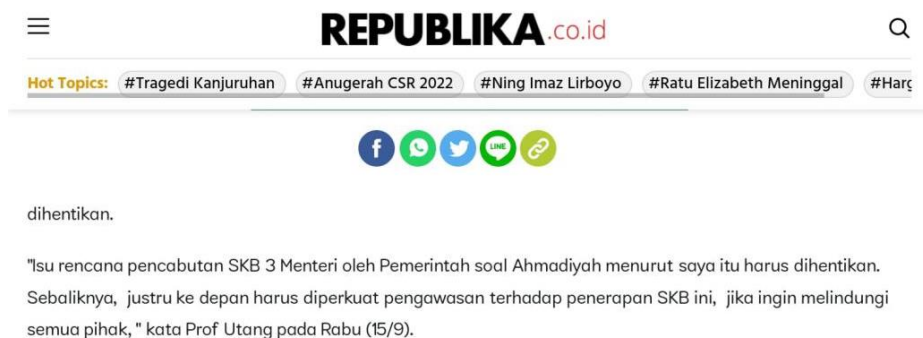 REPUBLIKA.co.id
Hot Topics: #Tragedi Kanjuruhan #Anugerah CSR 2022 #Ning Imaz Lirboyo #Ratu Elizabeth Meninggal #Harg
LINE
dihentikan.
"Isu rencana pencabutan SKB 3 Menteri oleh Pemerintah soal Ahmadiyah menurut saya itu harus dihentikan.
Sebaliknya, justru ke depan harus diperkuat pengawasan terhadap penerapan SKB ini, jika ingin melindungi
semua pihak, " kata Prof Utang pada Rabu (15/9).